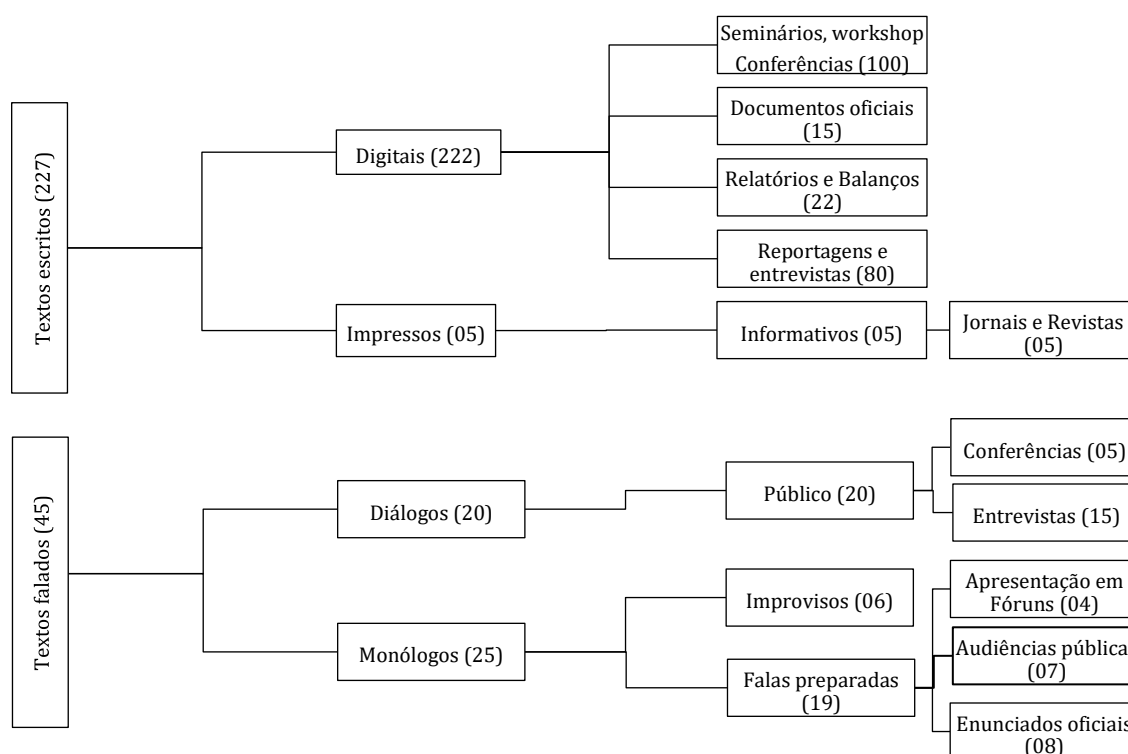 Textos escritos (227)
Digitais (222)
Seminários, workshop
Conferências (100)
Documentos oficiais
(15)
Relatórios e Balanços
(22)
Reportagens e
entrevistas (80)
Impressos (05)
Informativos (05)
Jornais e Revistas
(05)
Textos falados (45)
Diálogos (20)
Público (20)
Conferências (05)
Entrevistas (15)
Monólogos (25)
Improvisos (06)
Falas preparadas
(19)
Apresentação em
Fóruns (04)
Audiências pública
(07)
Enunciados oficiais
(08)